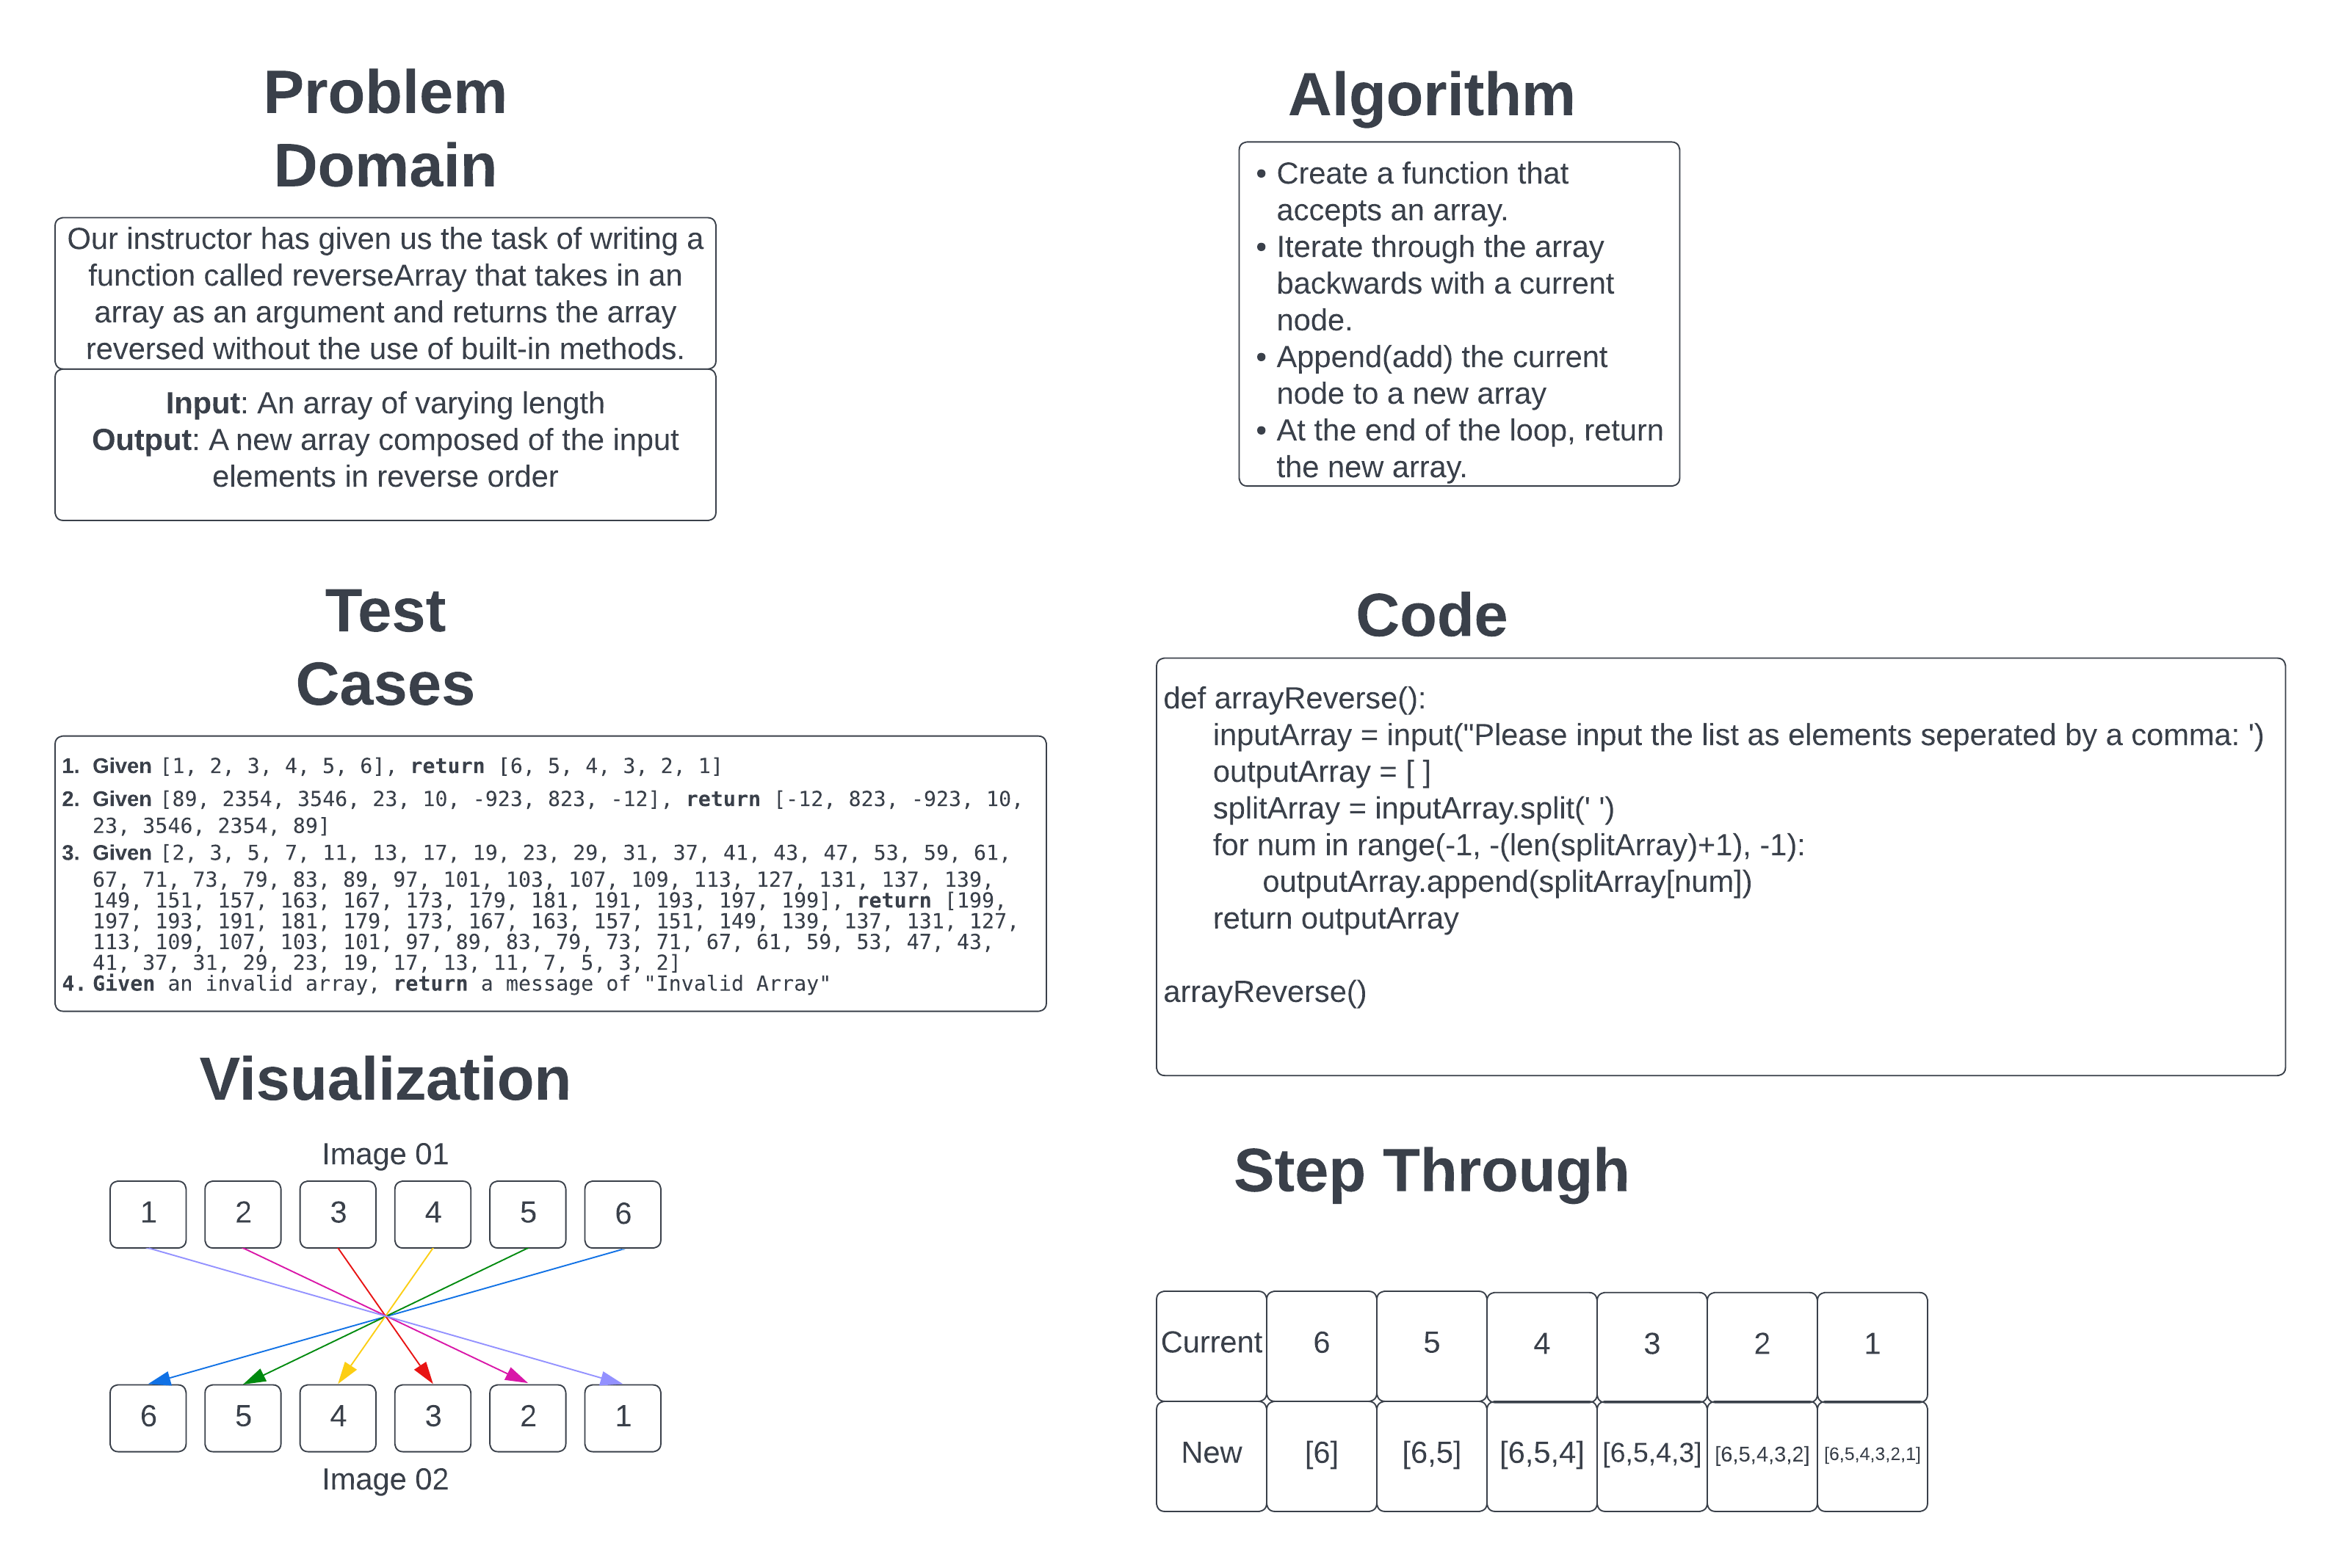 Problem
Domain
Our instructor has given us the task of writing a
function called reverseArray that takes in an
array as an argument and returns the array
reversed without the use of built-in methods.
Input: An array of varying length
Output: A new array composed of the input
elements in reverse order
Test
Cases
1. Given [1, 2, 3, 4, 5, 6], return [6, 5, 4, 3, 2, 1]
2. Given [89, 2354, 3546, 23, 10, -923, 823, -12], return [-12, 823, -923, 10,
23, 3546, 2354, 89]
3. Given [2, 3, 5, 7, 11, 13, 17, 19, 23, 29, 31, 37, 41, 43, 47, 53, 59, 61,
67, 71, 73, 79, 83, 89, 97, 101, 103, 107, 109, 113, 127, 131, 137, 139,
149, 151, 157, 163, 167, 173, 179, 181, 191, 193, 197, 199], return [199,
197, 193, 191, 181, 179, 173, 167, 163, 157, 151, 149, 139, 137, 131, 127,
113, 109, 107, 103, 101, 97, 89, 83, 79, 73, 71, 67, 61, 59, 53, 47, 43,
41, 37, 31, 29, 23, 19, 17, 13, 11, 7, 5, 3, 2]
4. Given an invalid array, return a message of "Invalid Array"
Visualization
Image 01
1 2 3 4 5 6
6 5 4 3 2 1
Image 02
Algorithm
• Create a function that
accepts an array.
• Iterate through the array
backwards with a current
node.
• Append(add) the current
node to a new array
• At the end of the loop, return
the new array.
Code
def arrayReverse():
inputArray = input("Please input the list as elements seperated by a comma: ')
outputArray = [ ]
splitArray = inputArray.split(' ')
for num in range(-1, -(len(splitArray)+1), -1):
outputArray.append(splitArray[num])
return outputArray
arrayReverse()
Step Through
Current 6 5 4 3 2 1
New [6] [6,5] [6,5,4] [6,5,4,3] [6,5,4,3,2] [6,5,4,3,2,1]